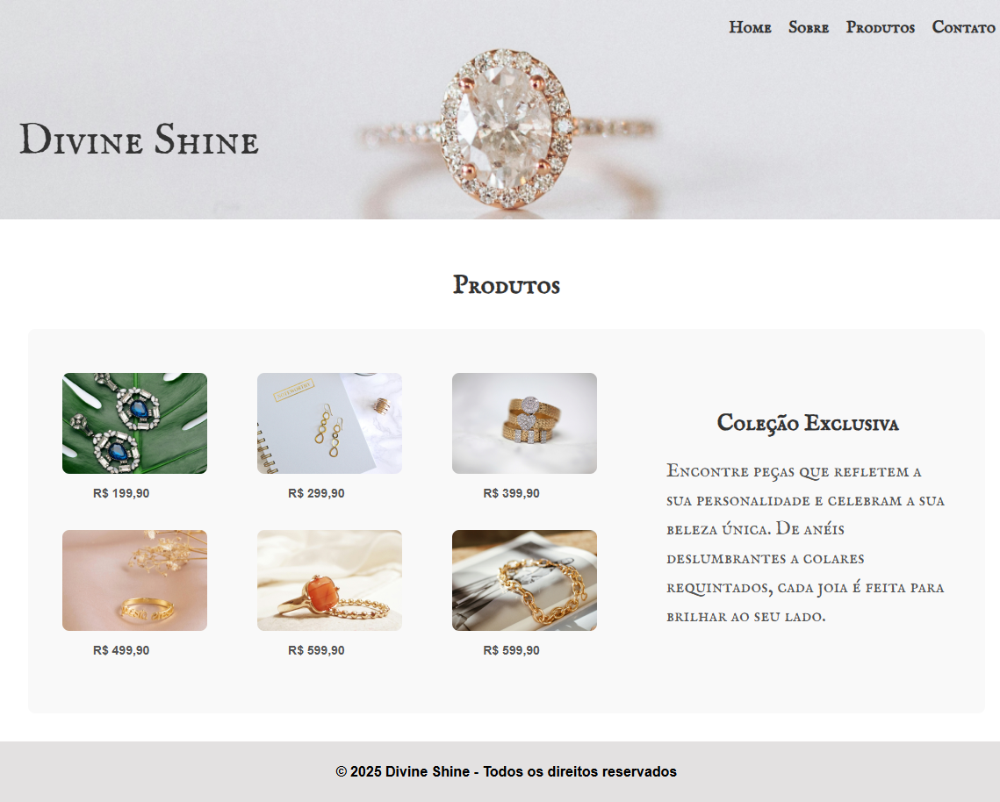 Home Sobre Produtos Contato
Divine Shine
Produtos
R$ 199,90 R$ 299,90 R$ 399,90
R$ 499,90 R$ 599,90 R$ 599,90
Coleção Exclusiva
Encontre peças que refletem a
sua personalidade e celebram a sua
beleza única. De anéis
deslumbrantes a colares
requintados, cada joia é feita para
brilhar ao seu lado.
© 2025 Divine Shine - Todos os direitos reservados